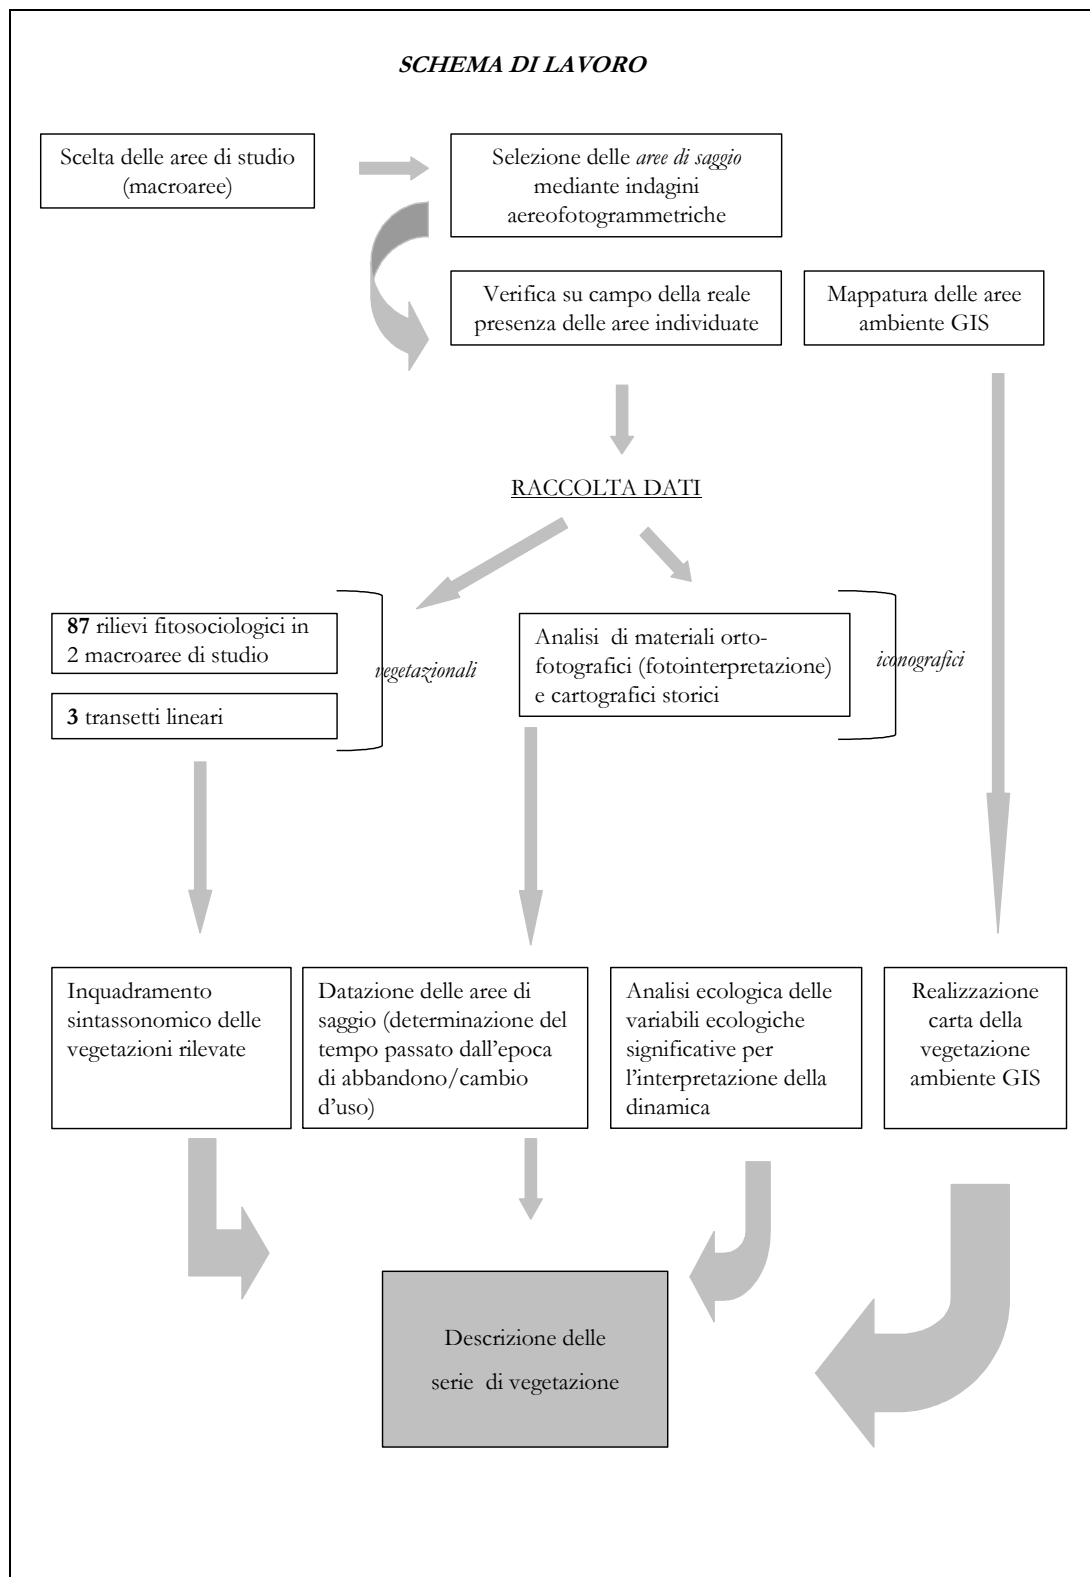 SCHEMA DI LAVORO
Scelta delle aree di studio
(macroaree)
Selezione delle aree di saggio
mediante indagini
aereofotogrammetriche
Verifica su campo della reale
presenza delle aree individuate
Mappatura delle aree
ambiente GIS
RACCOLTA DATI
87 rilievi fitosociologici in
2 macroaree di studio
3 transetti lineari
vegetazionali
Analisi di materiali orto-
fotografici (fotointerpretazione)
e cartografici storici
iconografici
Inquadramento
sintassonomico delle
vegetazioni rilevate
Datazione delle aree di
saggio (determinazione del
tempo passato dall'epoca
di abbandono/cambio
d'uso)
Analisi ecologica delle
variabili ecologiche
significative per
l'interpretazione della
dinamica
Realizzazione
carta della
vegetazione
ambiente GIS
Descrizione delle
serie di vegetazione